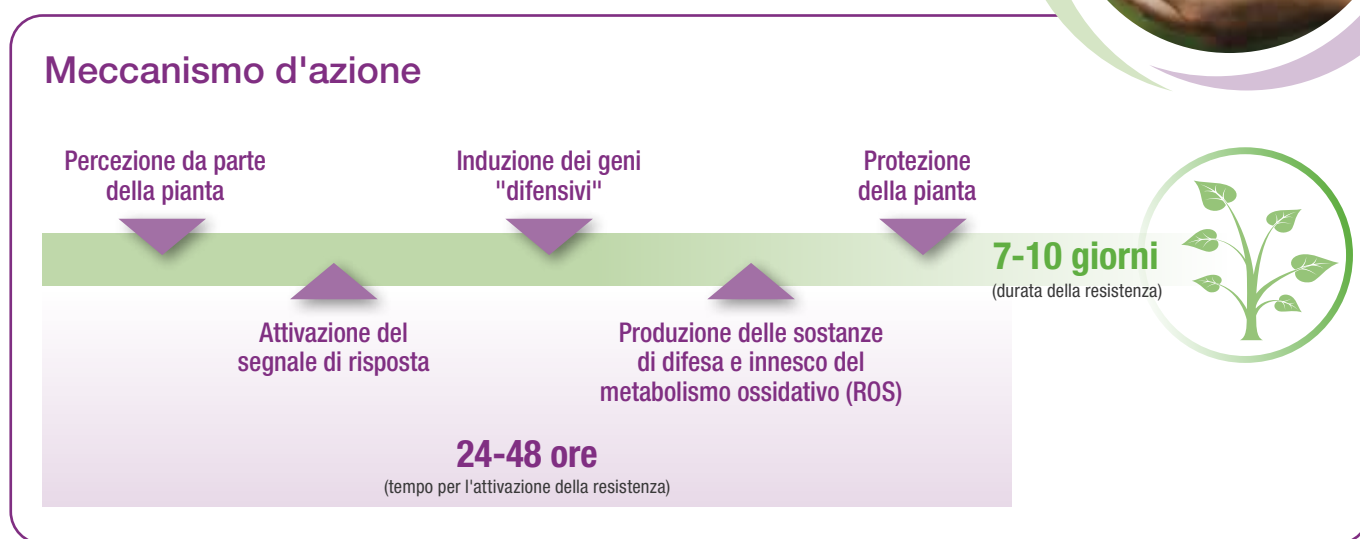 Meccanismo d'azione
Percezione da parte
della pianta
Induzione dei geni
"difensivi"
Protezione
della pianta
7-10 giorni
(durata della resistenza)
Attivazione del
segnale di risposta
Produzione delle sostanze
di difesa e innesco del
metabolismo ossidativo (ROS)
24-48 ore
(tempo per l'attivazione della resistenza)